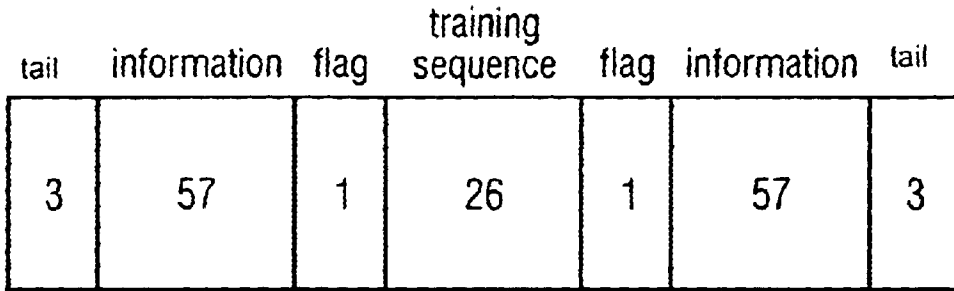 training
tail information flag sequence flag information tail
3 57 1 26 1 57 3